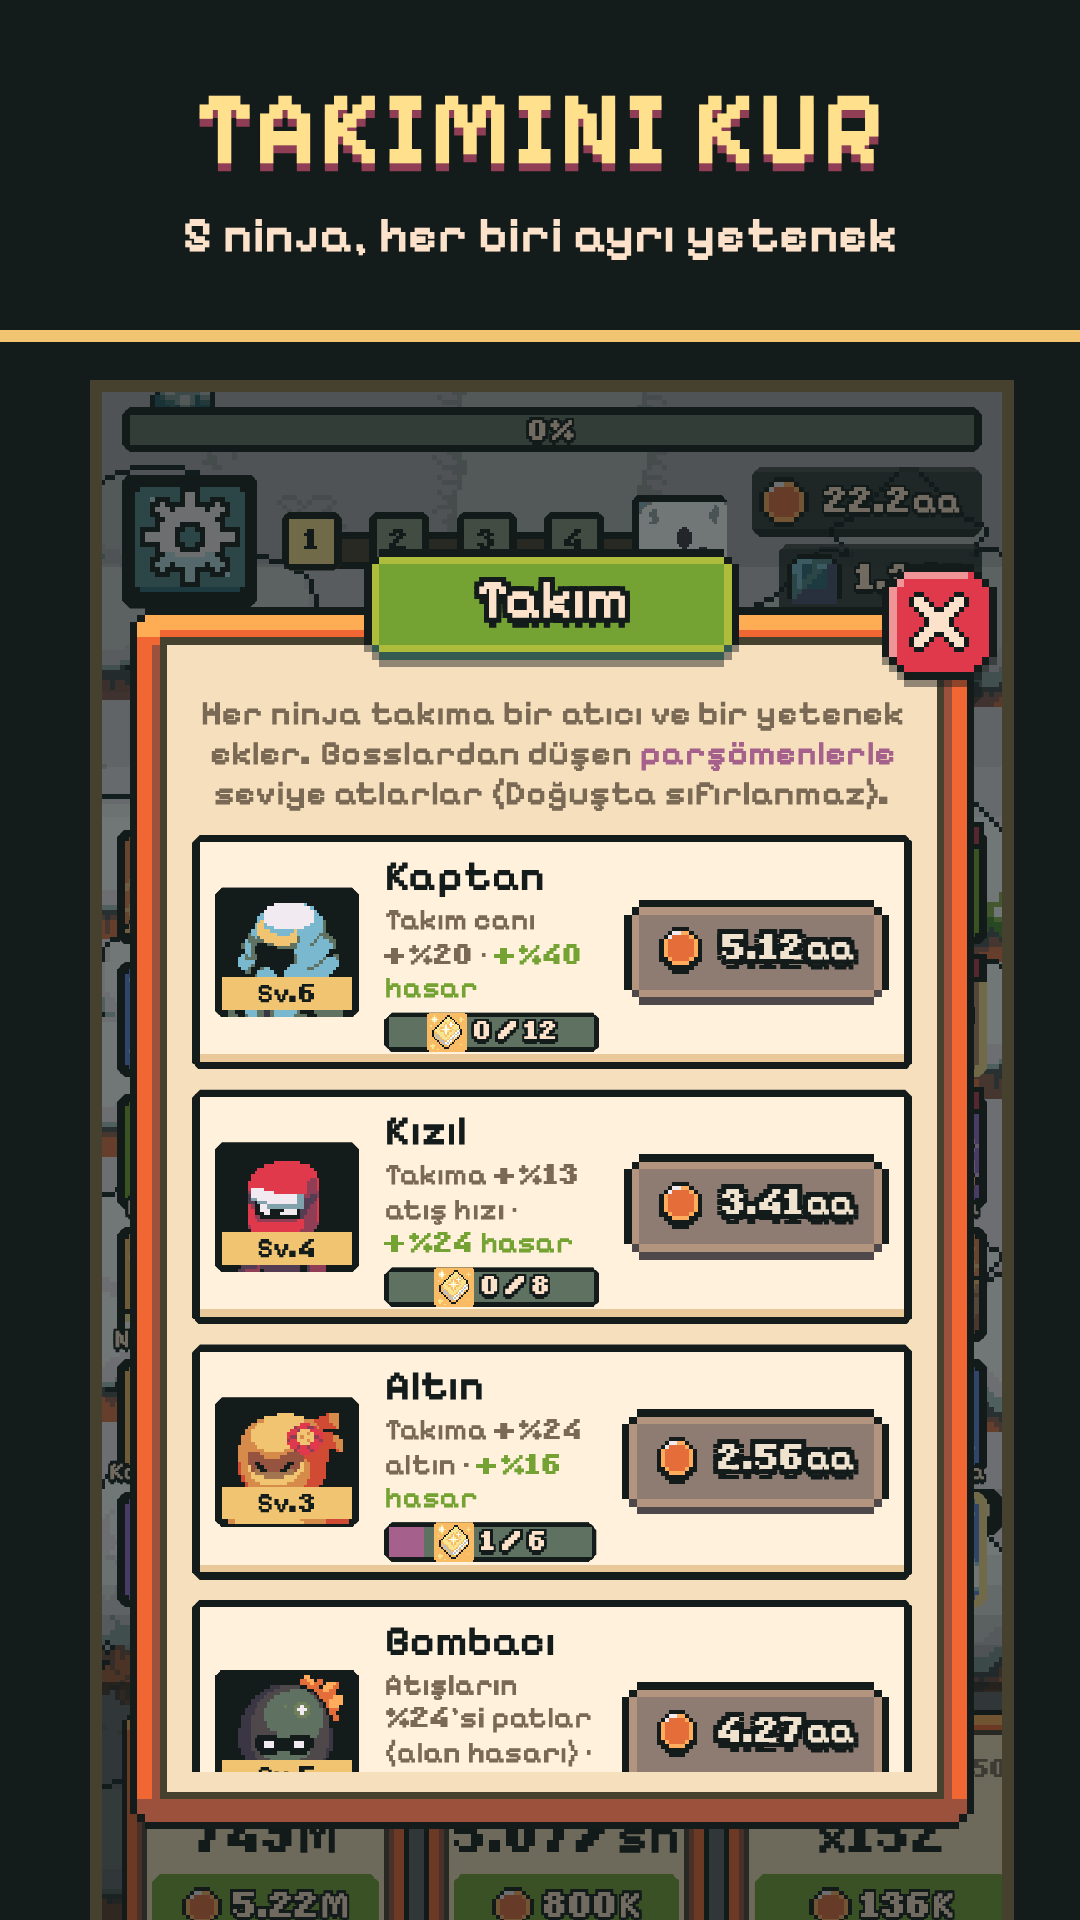 TAKIMINI KUR
8 ninja, her biri ayrı yetenek
0%
1 2 3 4
22.2aa
Takım
Her ninja takıma bir atıcı ve bir yetenek
ekler. Bosslardan düşen parşömenlerle
seviye atlarlar (Doğuşta sıfırlanmaz).
Kaptan
Takım canı
+%20 · +%40
hasar
Sv.6
0/12
5.12aa
Kızıl
Takıma +%13
atış hızı ·
+%24 hasar
Sv.4
0/8
3.41aa
Altın
Takıma +%24
altın · +%16
hasar
Sv.3
1/6
2.56aa
Bombacı
Atışların
%24'si patlar
(alan hasarı) ·
4.27aa
x152
5.22M
800K
136K